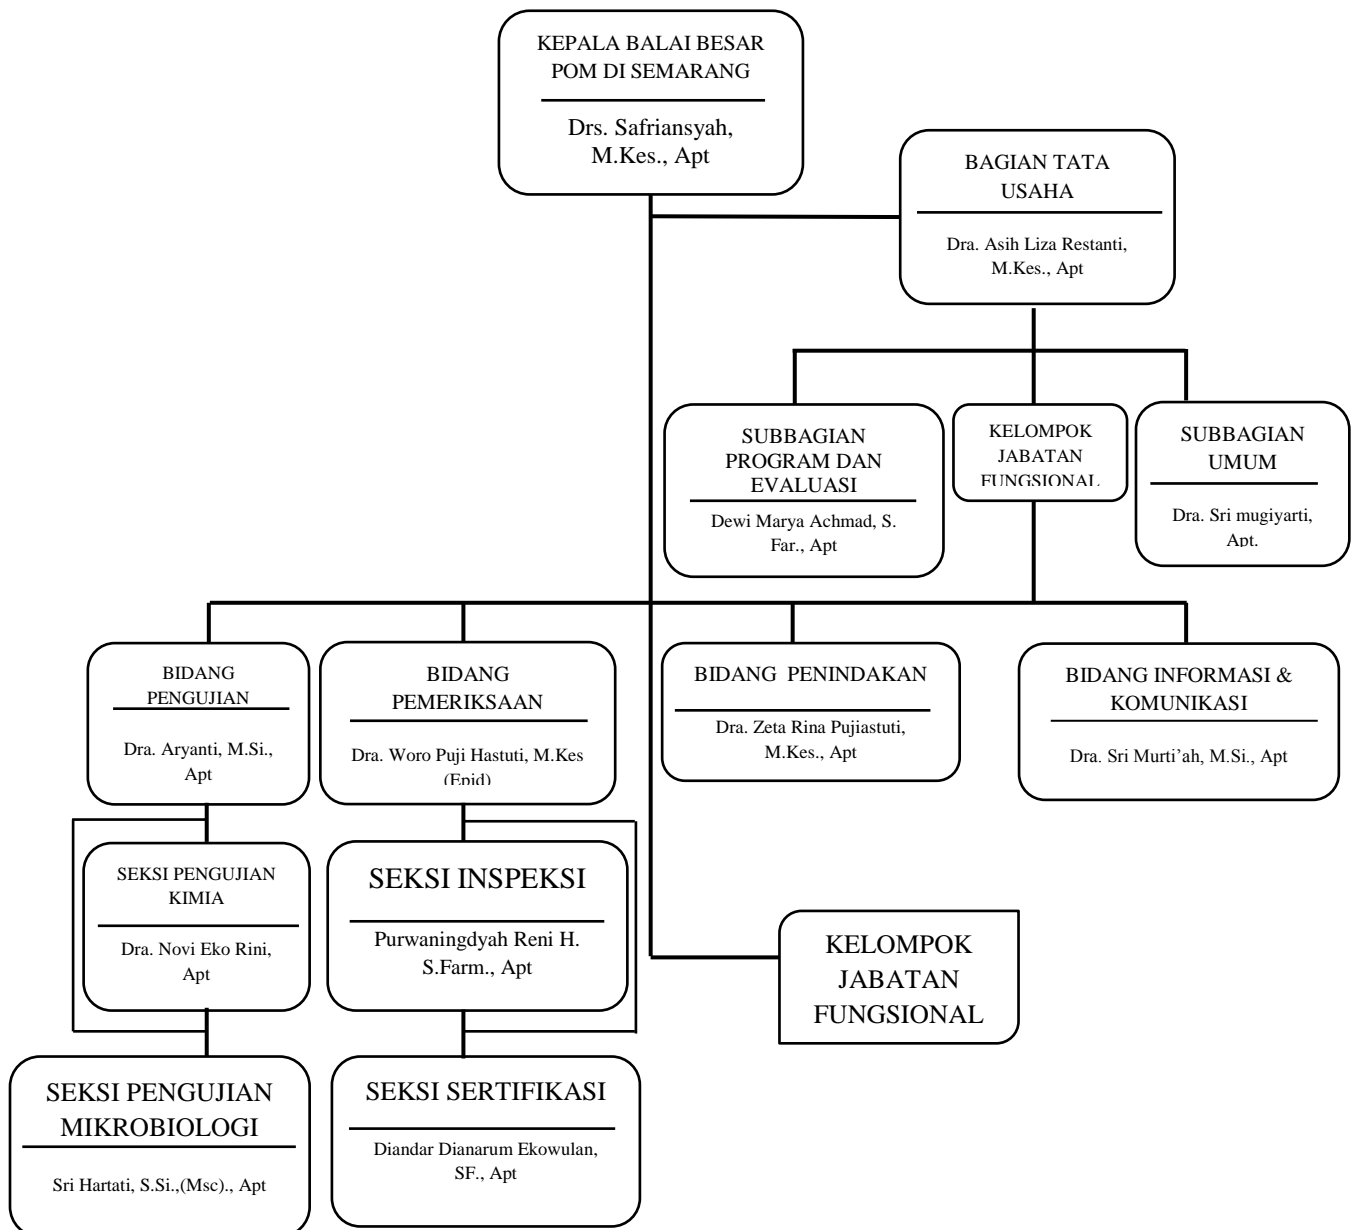 KEPALA BALAI BESAR
POM DI SEMARANG
Drs. Safriansyah,
M.Kes., Apt
BAGIAN TATA
USAHA
Dra. Asih Liza Restanti,
M.Kes., Apt
SUBBAGIAN
PROGRAM DAN
EVALUASI
Dewi Marya Achmad, S.
Far., Apt
KELOMPOK
JABATAN
FUNGSIONAL
SUBBAGIAN
UMUM
Dra. Sri mugiyarti,
Apt.
BIDANG
PENGUJIAN
Dra. Aryanti, M.Si.,
Apt
BIDANG
PEMERIKSAAN
Dra. Woro Puji Hastuti, M.Kes
(Epid)
BIDANG  PENINDAKAN
Dra. Zeta Rina Pujiastuti,
M.Kes., Apt
BIDANG INFORMASI &
KOMUNIKASI
Dra. Sri Murti’ah, M.Si., Apt
SEKSI PENGUJIAN
KIMIA
Dra. Novi Eko Rini,
Apt
SEKSI INSPEKSI
Purwaningdyah Reni H.
S.Farm., Apt
KELOMPOK
JABATAN
FUNGSIONAL
SEKSI PENGUJIAN
MIKROBIOLOGI
Sri Hartati, S.Si.,(Msc)., Apt
SEKSI SERTIFIKASI
Diandar Dianarum Ekowulan,
SF., Apt